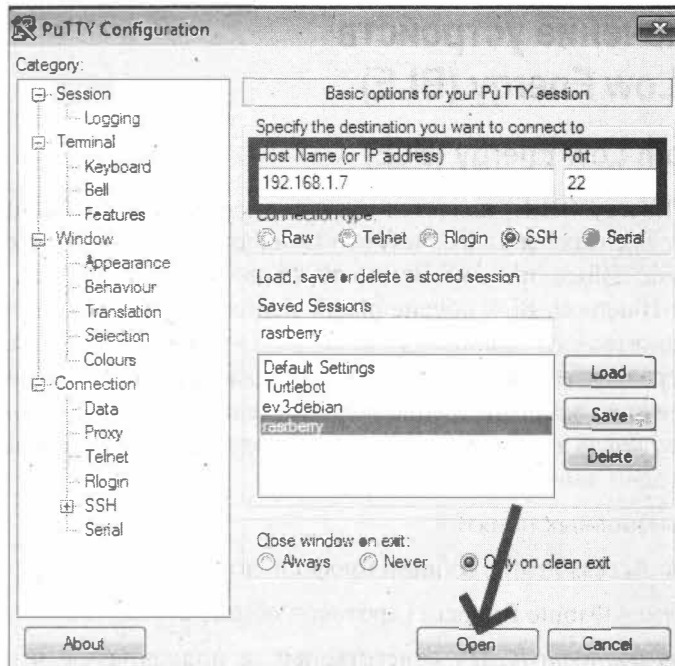 PuTTY Configuration
Category:
Session
Logging
Terminal
Keyboard
Bell
Features
Window
Appearance
Behaviour
Translation
Selection
Colours
Connection
Data
Proxy
Telnet
Rlogin
SSH
Serial
Basic options for your PuTTY session
Specify the destination you want to connect to
Host Name (or IP address) Port
192.168.1.7 22
Connection type:
Raw Telnet Rlogin SSH Serial
Load, save or delete a stored session
Saved Sessions
rasrberry
Default Settings
Turtlebot
ev3-debian
rasrberry
Load
Save
Delete
Close window on exit:
Always Never Only on clean exit
About Open Cancel